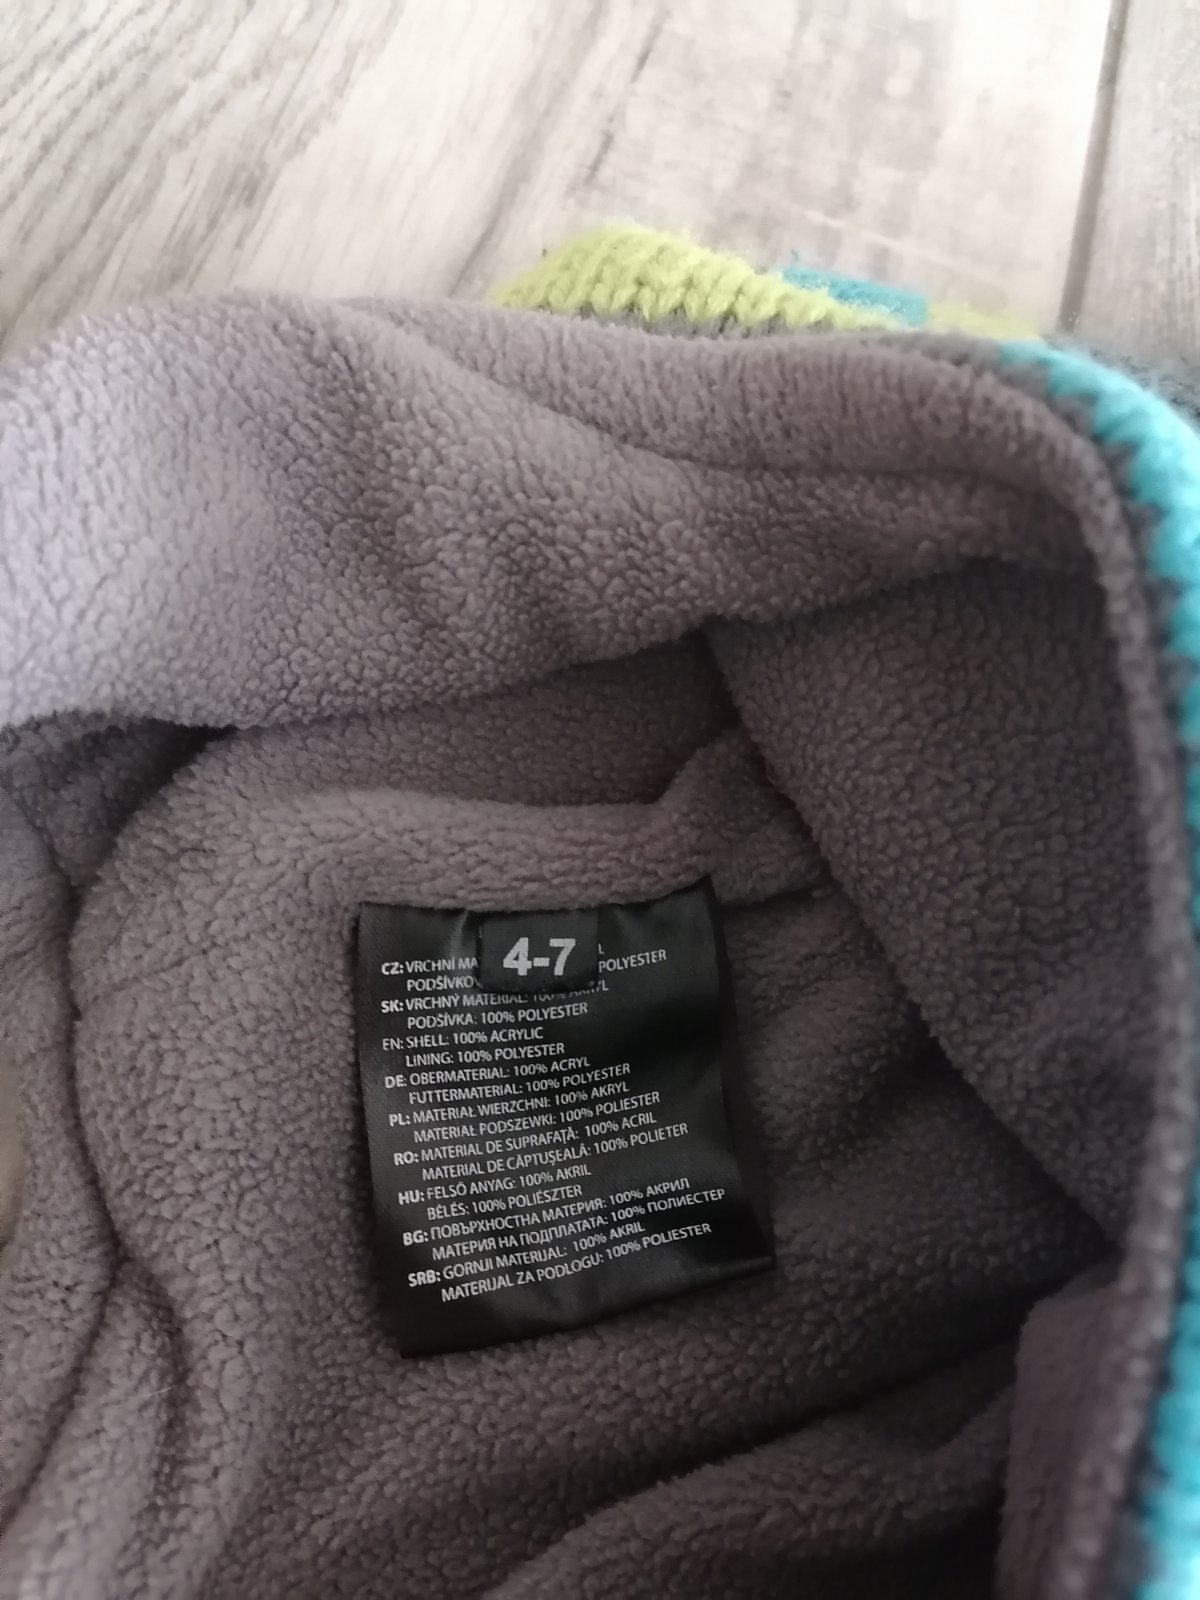 4-7
CZ: VRCHNÍ POLYESTER
SK: VRCHNÝ MATERIÁL: 100%
PODŠÍVKA: 100% POLYESTER
EN: SHELL: 100% ACRYLIC
LINING: 100% POLYESTER
DE: OBERMATERIAL: 100% ACRYL
FUTTERMATERIAL: 100% POLYESTER
PL: MATERIAŁ WIERZCHNI: 100% AKRYL
MATERIAŁ PODSZEWKI: 100% POLIESTER
RO: MATERIAL DE SUPRAFAȚĂ: 100% ACRIL
MATERIAL DE CĂPTUȘEALĂ: 100% POLIETER
HU: FELSŐ ANYAG: 100% AKRIL
BÉLÉS: 100% POLIÉSZTER
BG: ПОВЪРХНОСТНА МАТЕРИЯ: 100% АКРИЛ
МАТЕРИЯ НА ПОДПЛАТАТА: 100% ПОЛИЕСТЕР
SRB: GORNJI MATERIJAL: 100% AKRIL
MATERIJAL ZA PODLOGU: 100% POLIESTER